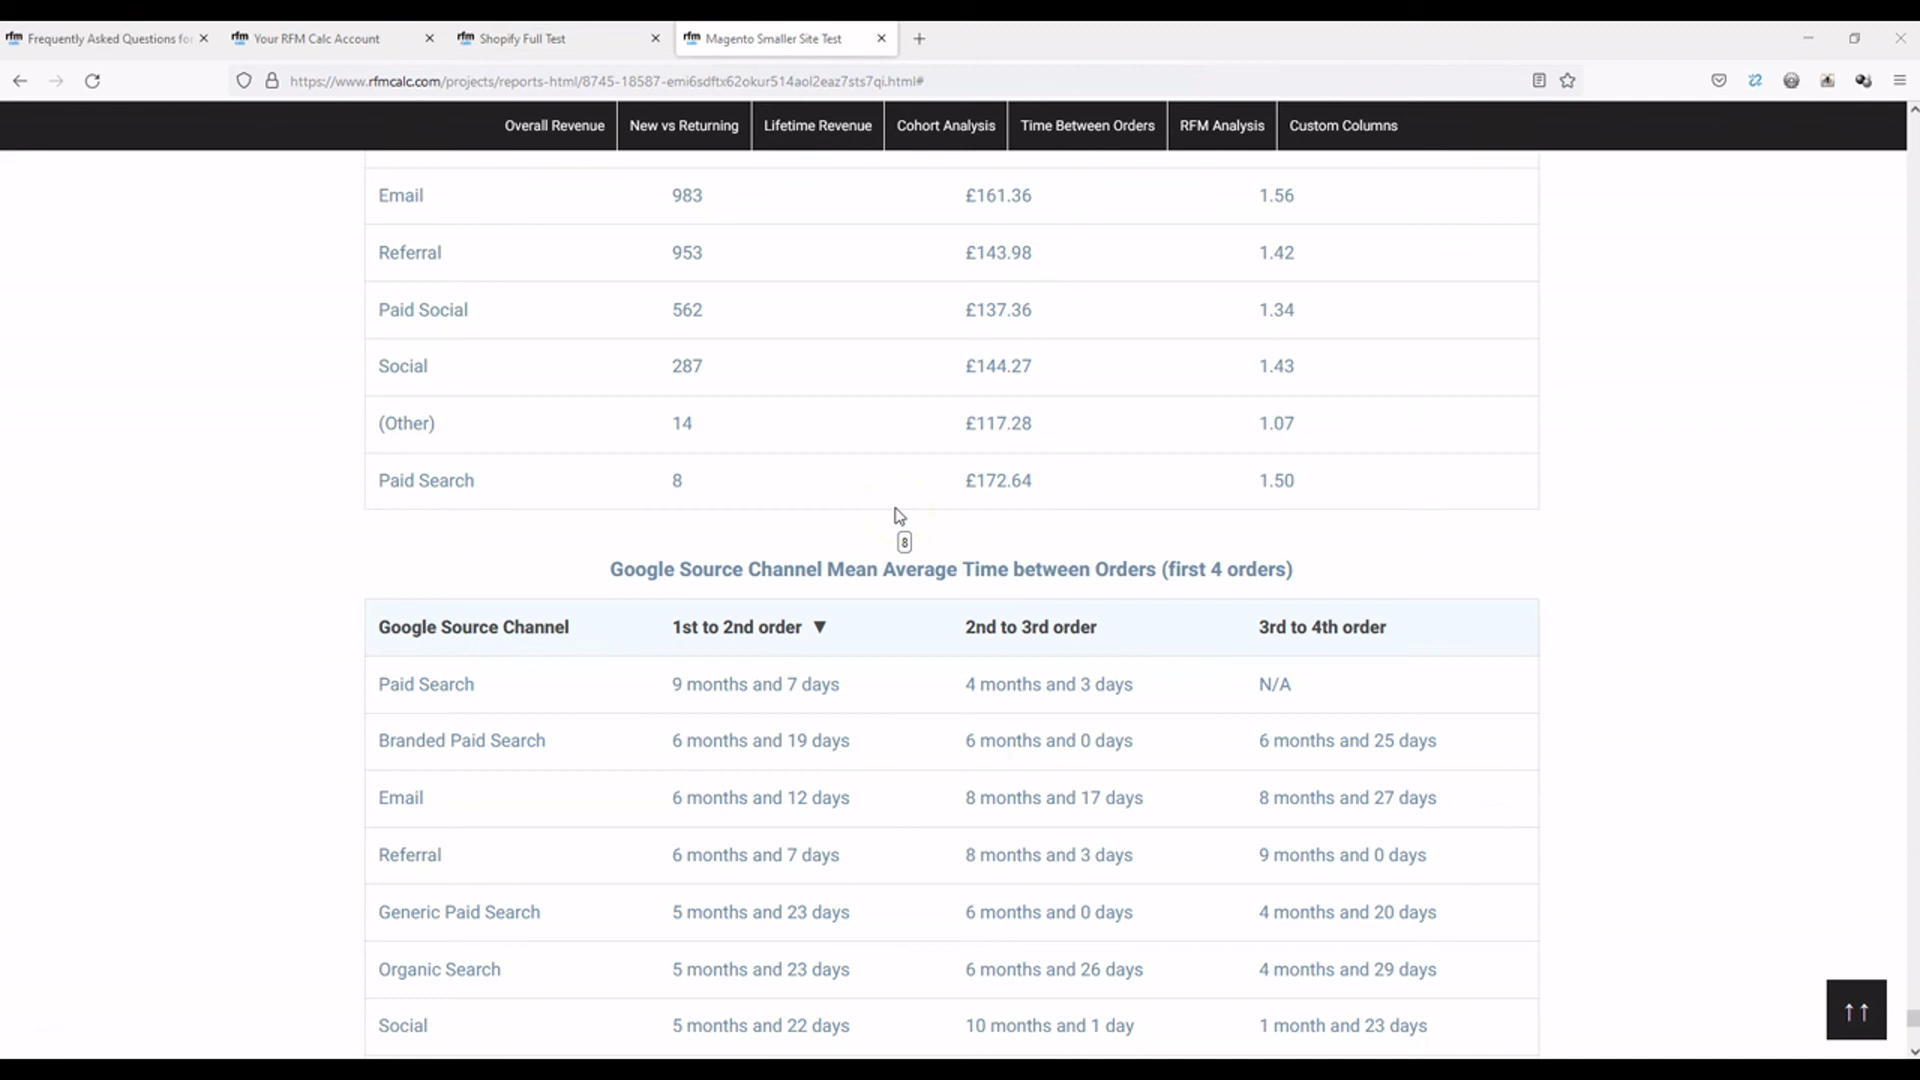 rfm Frequently Asked Questions for
rfm Your RFM Calc Account
rfm Shopify Full Test
rfm Magento Smaller Site Test
https://www.rfmcalc.com/projects/reports-html/8745-18587-emi6sdftx62okur514aol2eaz7sts7qi.html#
Overall Revenue New vs Returning Lifetime Revenue Cohort Analysis Time Between Orders RFM Analysis Custom Columns
Email 983 £161.36 1.56
Referral 953 £143.98 1.42
Paid Social 562 £137.36 1.34
Social 287 £144.27 1.43
(Other) 14 £117.28 1.07
Paid Search 8 £172.64 1.50
8
Google Source Channel Mean Average Time between Orders (first 4 orders)
Google Source Channel 1st to 2nd order ▼ 2nd to 3rd order 3rd to 4th order
Paid Search 9 months and 7 days 4 months and 3 days N/A
Branded Paid Search 6 months and 19 days 6 months and 0 days 6 months and 25 days
Email 6 months and 12 days 8 months and 17 days 8 months and 27 days
Referral 6 months and 7 days 8 months and 3 days 9 months and 0 days
Generic Paid Search 5 months and 23 days 6 months and 0 days 4 months and 20 days
Organic Search 5 months and 23 days 6 months and 26 days 4 months and 29 days
Social 5 months and 22 days 10 months and 1 day 1 month and 23 days